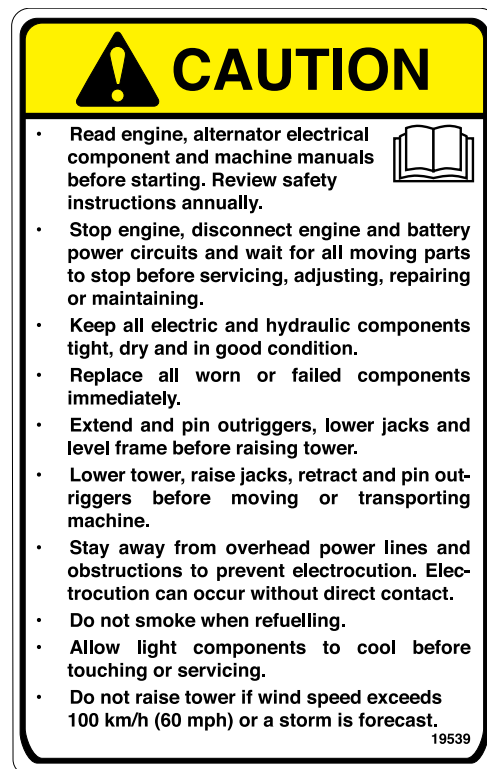 CAUTION
· Read engine, alternator electrical
component and machine manuals
before starting. Review safety
instructions annually.
· Stop engine, disconnect engine and battery
power circuits and wait for all moving parts
to stop before servicing, adjusting, repairing
or maintaining.
· Keep all electric and hydraulic components
tight, dry and in good condition.
· Replace all worn or failed components
immediately.
· Extend and pin outriggers, lower jacks and
level frame before raising tower.
· Lower tower, raise jacks, retract and pin out-
riggers before moving or transporting
machine.
· Stay away from overhead power lines and
obstructions to prevent electrocution. Elec-
trocution can occur without direct contact.
· Do not smoke when refuelling.
· Allow light components to cool before
touching or servicing.
· Do not raise tower if wind speed exceeds
100 km/h (60 mph) or a storm is forecast.
19539